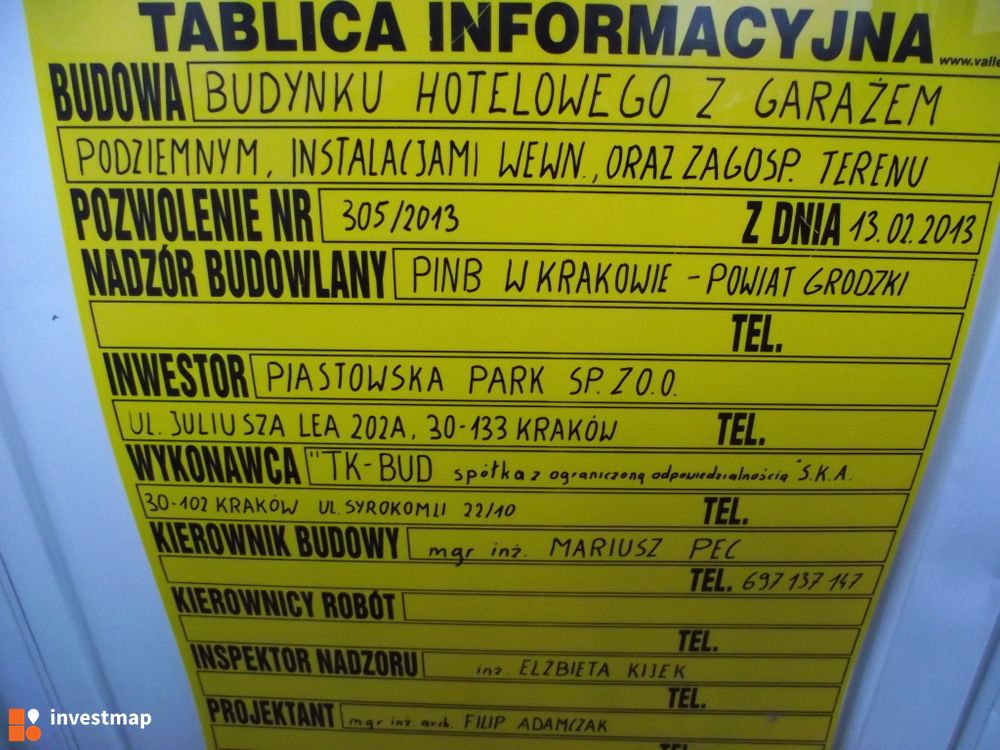 TABLICA INFORMACYJNA
www.valle
BUDOWA BUDYNKU HOTELOWEGO Z GARAŻEM
PODZIEMNYM, INSTALACJAMI WEWN., ORAZ ZAGOSP. TERENU
POZWOLENIE NR 305/2013 Z DNIA 13.02.2013
NADZÓR BUDOWLANY PINB W KRAKOWIE - POWIAT GRODZKI
TEL.
INWESTOR PIASTOWSKA PARK SP. Z O.O.
UL. JULIUSZA LEA 202A, 30-133 KRAKÓW TEL.
WYKONAWCA "TK-BUD spółka z ograniczoną odpowiedzialnością" S.K.A.
30-102 KRAKÓW UL. SYROKOMLI 22/10 TEL.
KIEROWNIK BUDOWY mgr inż. MARIUSZ PEC
TEL. 697 137 147
KIEROWNICY ROBÓT
TEL.
INSPEKTOR NADZORU inż. ELŻBIETA KIJEK
TEL.
PROJEKTANT mgr inż. arch. FILIP ADAMCZAK
TEL.
investmap